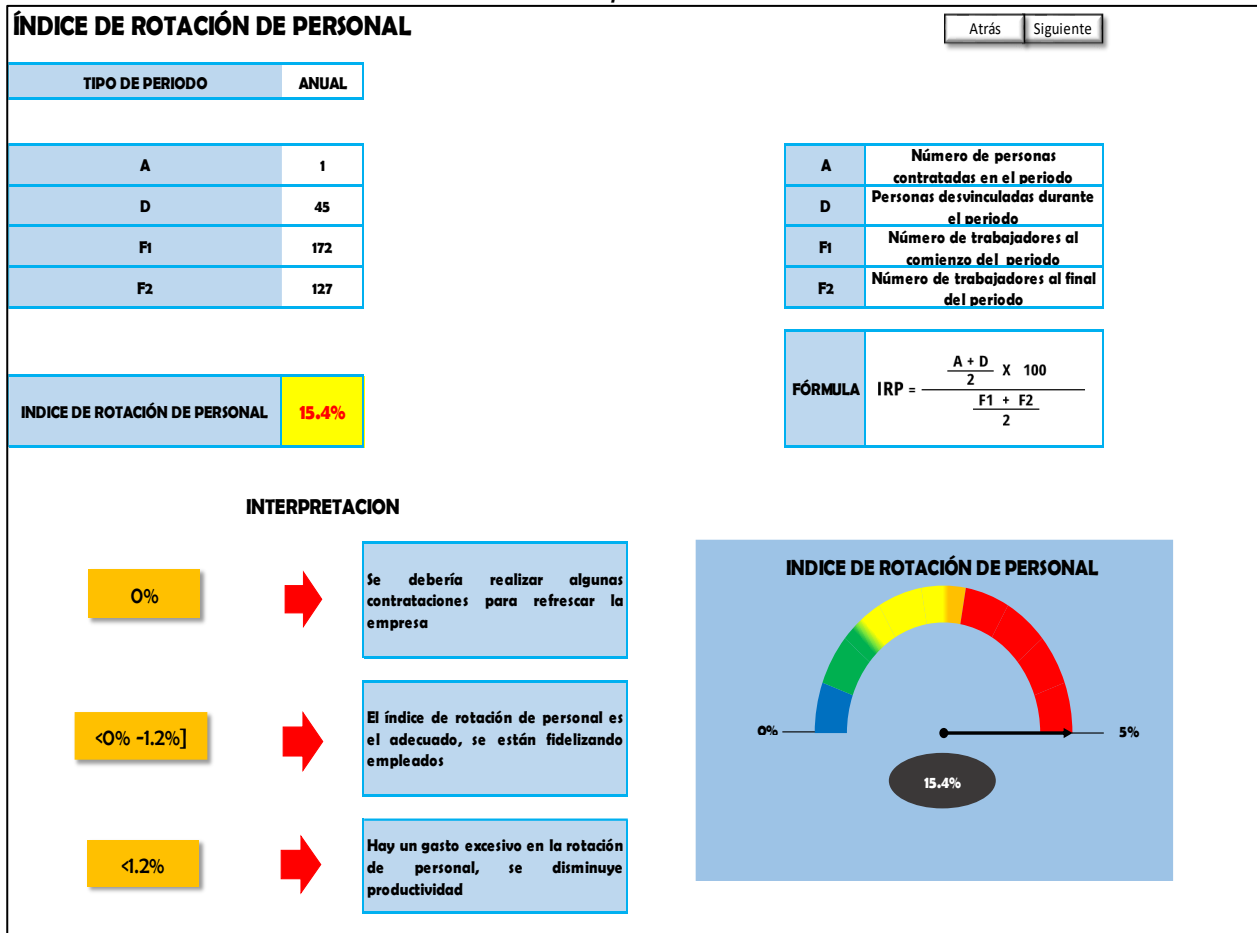 ÍNDICE DE ROTACIÓN DE PERSONAL
Atrás Siguiente
TIPO DE PERIODO ANUAL
A 1
D 45
F1 172
F2 127
A Número de personas
contratadas en el periodo
D Personas desvinculadas durante
el periodo
F1 Número de trabajadores al
comienzo del periodo
F2 Número de trabajadores al final
del periodo
INDICE DE ROTACIÓN DE PERSONAL 15.4%
FÓRMULA IRP =
A + D
2
X 100
F1 + F2
2
INTERPRETACION
0%
Se debería realizar algunas
contrataciones para refrescar la
empresa
<0% -1.2%]
El índice de rotación de personal es
el adecuado, se están fidelizando
empleados
<1.2%
Hay un gasto excesivo en la rotación
de personal, se disminuye
productividad
INDICE DE ROTACIÓN DE PERSONAL
0%
5%
15.4%